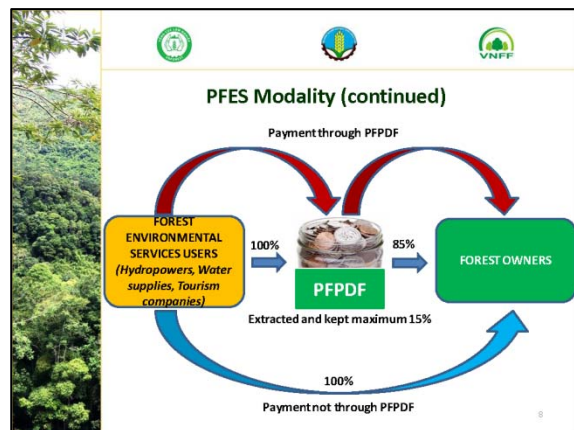 VNFF
PFES Modality (continued)
Payment through PFPDF
FOREST
ENVIRONMENTAL
SERVICES USERS
(Hydropowers, Water
supplies, Tourism
companies)
100%
85%
PFPDF
FOREST OWNERS
Extracted and kept maximum 15%
100%
Payment not through PFPDF
8